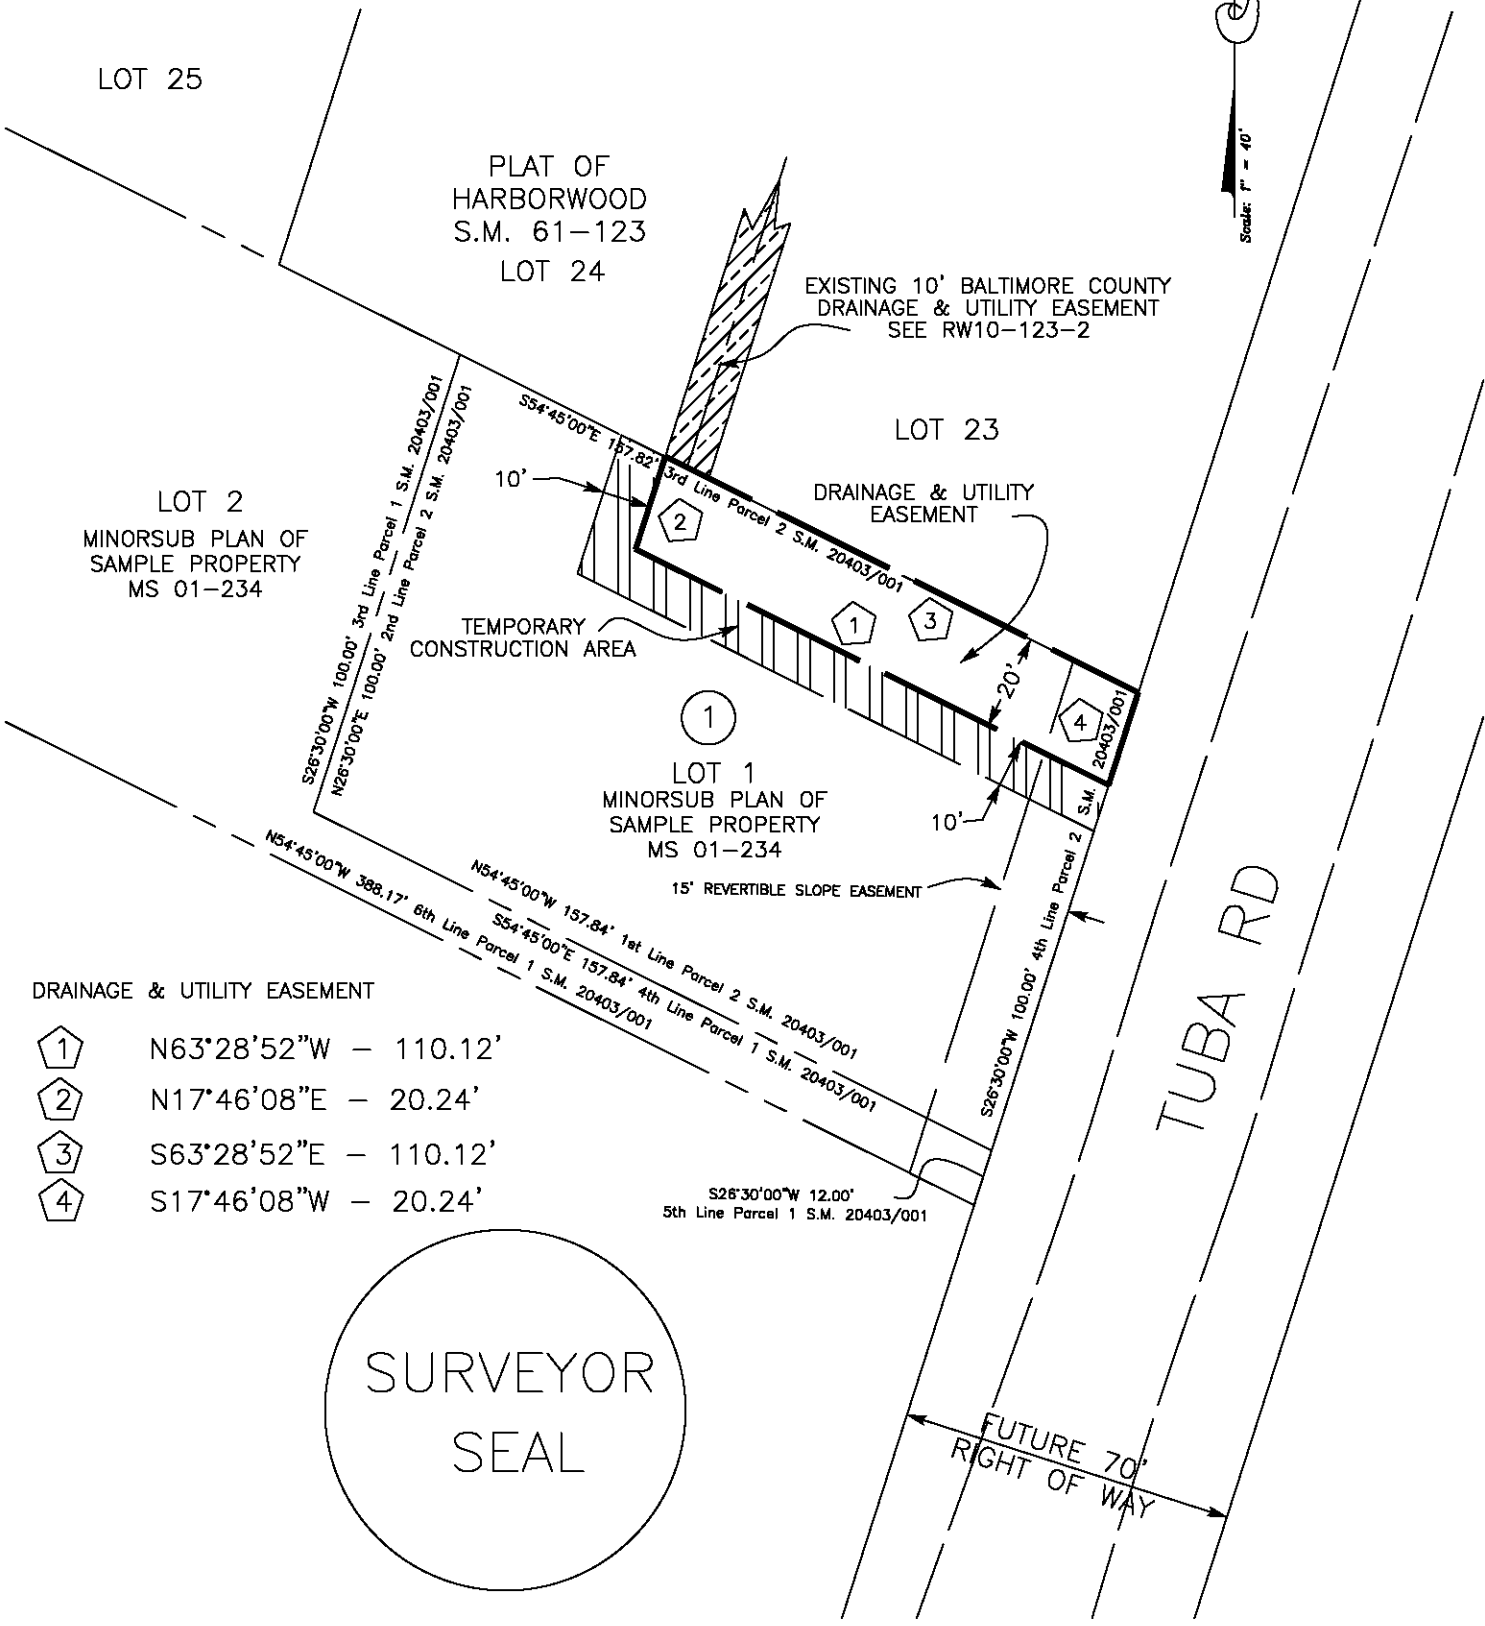 LOT 25
Scale: 1" = 40'
PLAT OF
HARBORWOOD
S.M. 61-123
LOT 24
EXISTING 10' BALTIMORE COUNTY
DRAINAGE & UTILITY EASEMENT
SEE RW10-123-2
LOT 23
S54°45'00"E 157.82' 3rd Line Parcel 2 S.M. 20403/001
10'
DRAINAGE & UTILITY
EASEMENT
LOT 2
MINORSUB PLAN OF
SAMPLE PROPERTY
MS 01-234
S26°30'00"W 100.00' 3rd Line Parcel 1 S.M. 20403/001
N26°30'00"E 100.00' 2nd Line Parcel 2 S.M. 20403/001
2
1
3
4
20'
TEMPORARY
CONSTRUCTION AREA
1
LOT 1
MINORSUB PLAN OF
SAMPLE PROPERTY
MS 01-234
10'
15' REVERTIBLE SLOPE EASEMENT
S26°30'00"W 100.00' 4th Line Parcel 2 S.M. 20403/001
TUBA RD
N54°45'00"W 157.84' 1st Line Parcel 2 S.M. 20403/001
S54°45'00"E 157.84' 4th Line Parcel 1 S.M. 20403/001
N54°45'00"W 388.17' 6th Line Parcel 1 S.M. 20403/001
DRAINAGE & UTILITY EASEMENT
1 N63°28'52"W - 110.12'
2 N17°46'08"E - 20.24'
3 S63°28'52"E - 110.12'
4 S17°46'08"W - 20.24'
S26°30'00"W 12.00'
5th Line Parcel 1 S.M. 20403/001
SURVEYOR
SEAL
FUTURE 70'
RIGHT OF WAY